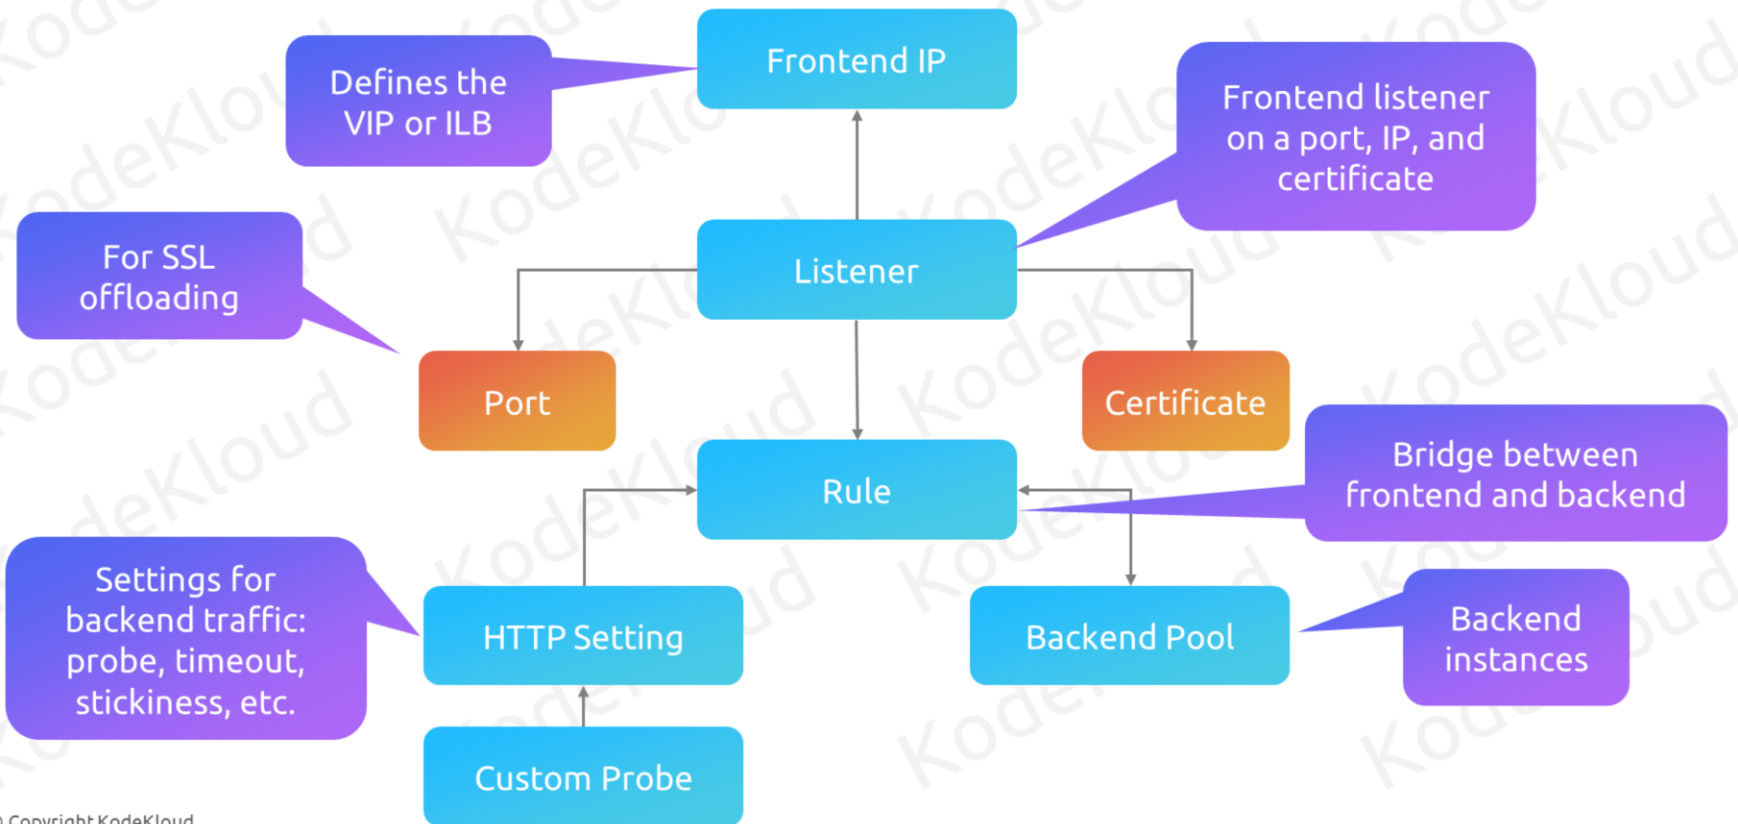 Frontend IP
Defines the
VIP or ILB
Frontend listener
on a port, IP, and
certificate
For SSL
offloading
Listener
Port
Certificate
Rule
Bridge between
frontend and backend
Settings for
backend traffic:
probe, timeout,
stickiness, etc.
HTTP Setting
Backend Pool
Backend
instances
Custom Probe
© Copyright KodeKloud
KodeKloud